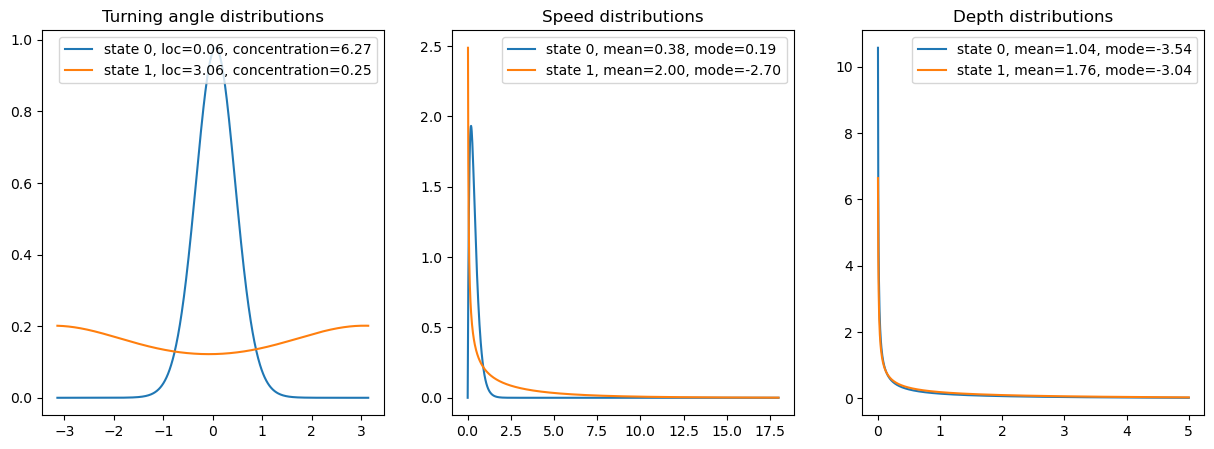 Turning angle distributions
state 0, loc=0.06, concentration=6.27
state 1, loc=3.06, concentration=0.25
1.0
0.8
0.6
0.4
0.2
0.0
−3 −2 −1 0 1 2 3
Speed distributions
state 0, mean=0.38, mode=0.19
state 1, mean=2.00, mode=-2.70
2.5
2.0
1.5
1.0
0.5
0.0
0.0 2.5 5.0 7.5 10.0 12.5 15.0 17.5
Depth distributions
state 0, mean=1.04, mode=-3.54
state 1, mean=1.76, mode=-3.04
10
8
6
4
2
0
0 1 2 3 4 5